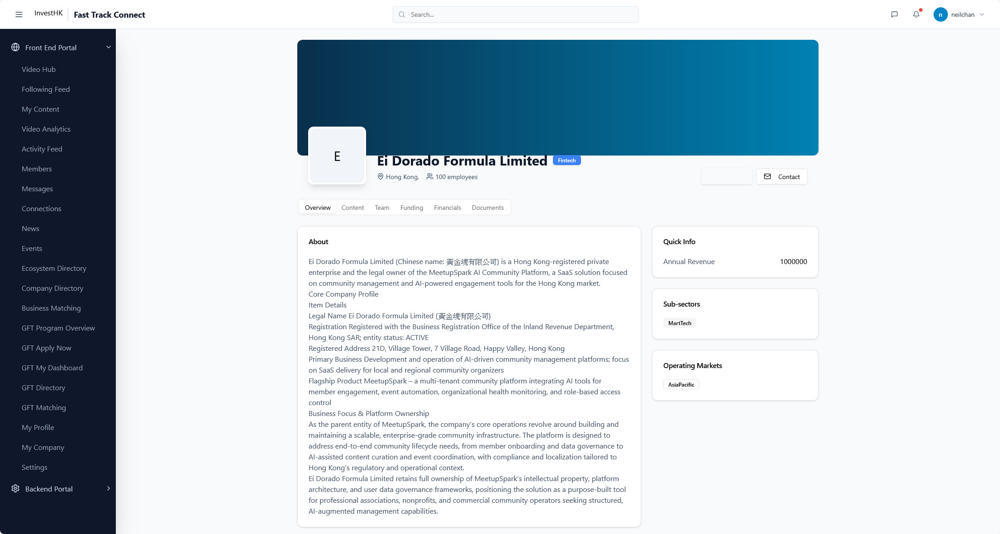 InvestHK
Fast Track Connect
Search...
n
neilchan
Front End Portal
Video Hub
Following Feed
My Content
Video Analytics
Activity Feed
Members
Messages
Connections
News
Events
Ecosystem Directory
Company Directory
Business Matching
GFT Program Overview
GFT Apply Now
GFT My Dashboard
GFT Directory
GFT Matching
My Profile
My Company
Settings
Backend Portal
E
Ei Dorado Formula Limited
Fintech
Hong Kong,
100 employees
Contact
Overview
Content
Team
Funding
Financials
Documents
About
Ei Dorado Formula Limited (Chinese name: 黃金魂有限公司) is a Hong Kong-registered private
enterprise and the legal owner of the MeetupSpark AI Community Platform, a SaaS solution focused
on community management and AI-powered engagement tools for the Hong Kong market.
Core Company Profile
Item Details
Legal Name Ei Dorado Formula Limited (黃金魂有限公司)
Registration Registered with the Business Registration Office of the Inland Revenue Department,
Hong Kong SAR; entity status: ACTIVE
Registered Address 21D, Village Tower, 7 Village Road, Happy Valley, Hong Kong
Primary Business Development and operation of AI-driven community management platforms; focus
on SaaS delivery for local and regional community organizers
Flagship Product MeetupSpark – a multi-tenant community platform integrating AI tools for
member engagement, event automation, organizational health monitoring, and role-based access
control
Business Focus & Platform Ownership
As the parent entity of MeetupSpark, the company’s core operations revolve around building and
maintaining a scalable, enterprise-grade community infrastructure. The platform is designed to
address end-to-end community lifecycle needs, from member onboarding and data governance to
AI-assisted content curation and event coordination, with compliance and localization tailored to
Hong Kong’s regulatory and operational context.
Ei Dorado Formula Limited retains full ownership of MeetupSpark’s intellectual property, platform
architecture, and user data governance frameworks, positioning the solution as a purpose-built tool
for professional associations, nonprofits, and commercial community operators seeking structured,
AI-augmented management capabilities.
Quick Info
Annual Revenue
1000000
Sub-sectors
MartTech
Operating Markets
AsiaPacific